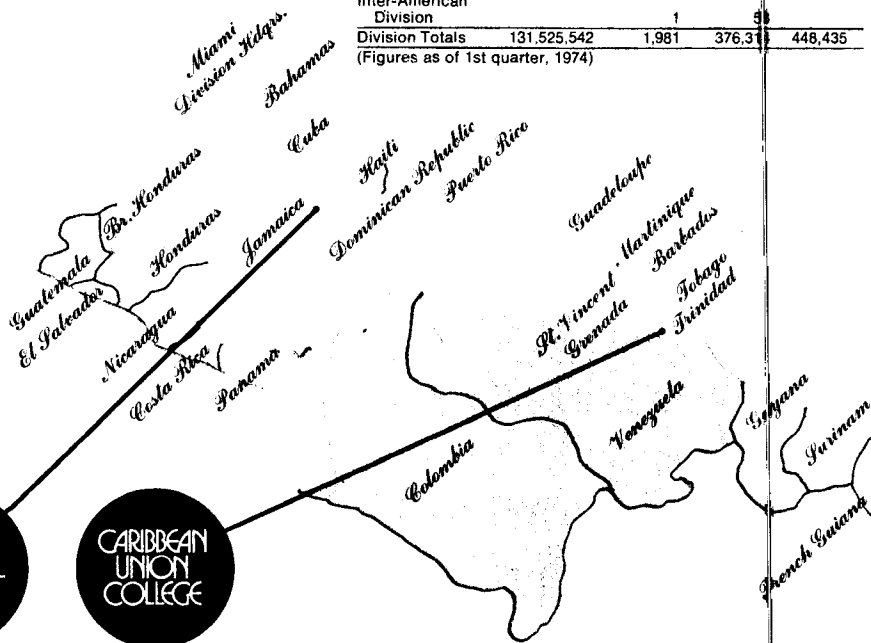 Inter-American
Division 1
Division Totals 131,525,542 1,981 448,435
(Figures as of 1st quarter, 1974)
Miami
Division Hdqrs.
Bahamas
Cuba
Haiti
Dominican Republic
Puerto Rico
Br. Honduras
Honduras
Jamaica
Guadeloupe
Martinique
Barbados
Guatemala
El Salvador
St. Vincent
Grenada
Tobago
Trinidad
Nicaragua
Costa Rica
Panama
Colombia
Venezuela
Guyana
Surinam
French Guiana
CARIBBEAN
UNION
COLLEGE